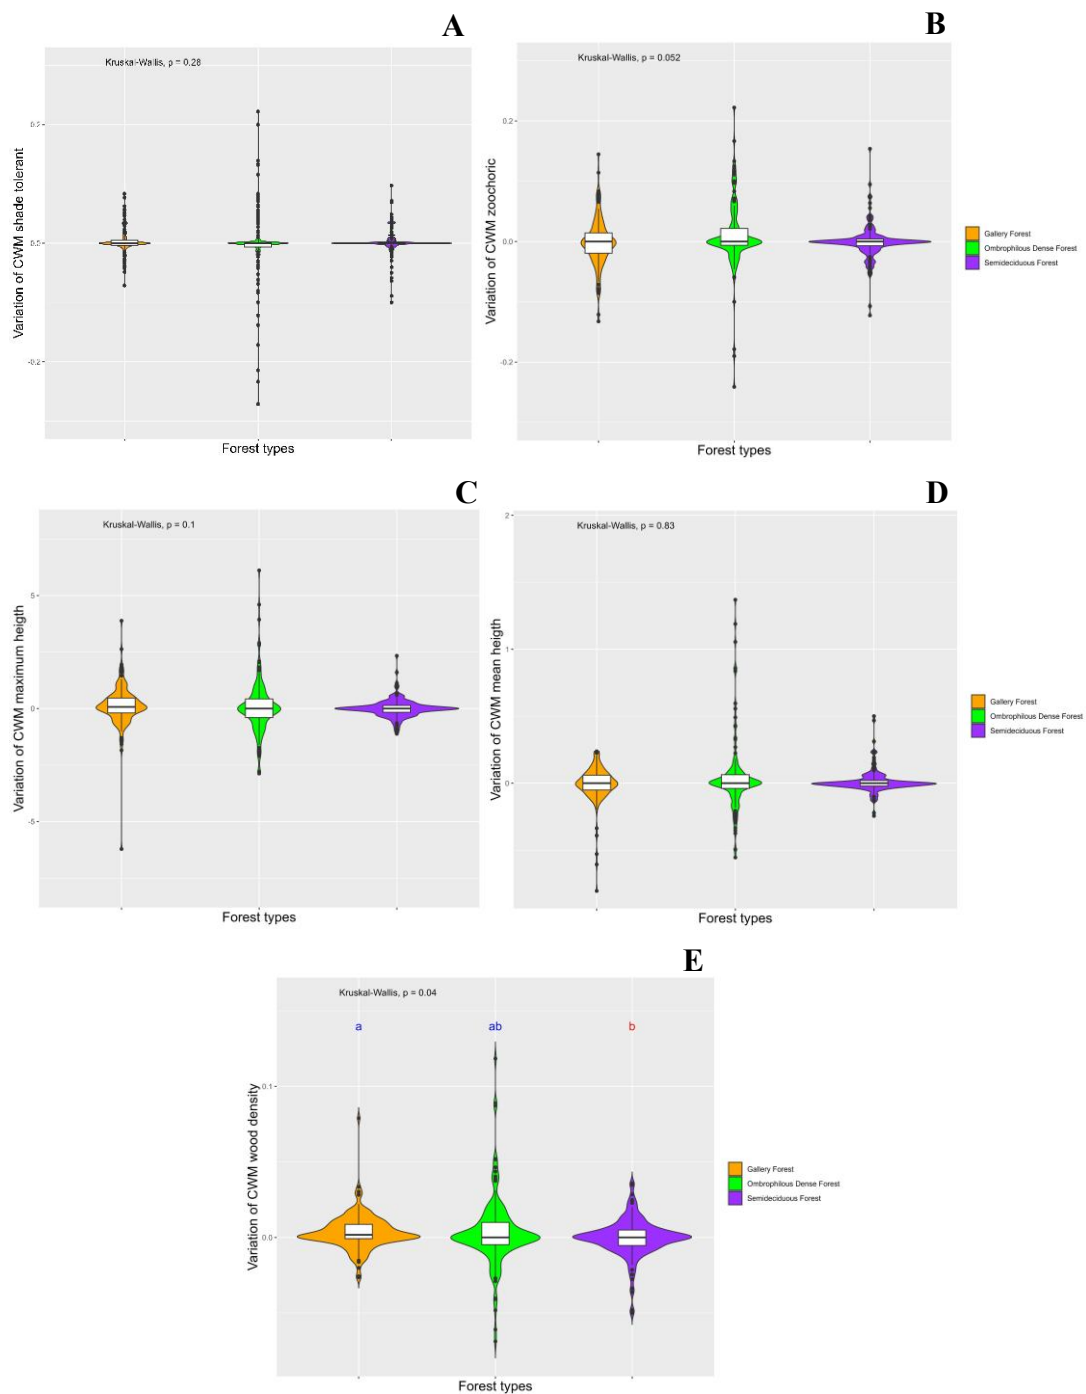 A
Kruskal-Wallis, p = 0.28
Variation of CWM shade tolerant
0.2
0.0
-0.2
Forest types
B
Kruskal-Wallis, p = 0.052
Variation of CWM zoochoric
0.2
0.0
-0.2
Forest types
Gallery Forest
Ombrophilous Dense Forest
Semideciduous Forest
C
Kruskal-Wallis, p = 0.1
Variation of CWM maximum heigth
5
0
-5
Forest types
D
Kruskal-Wallis, p = 0.83
Variation of CWM mean heigth
2
1
0
Forest types
Gallery Forest
Ombrophilous Dense Forest
Semideciduous Forest
E
Kruskal-Wallis, p = 0.04
a
ab
b
Variation of CWM wood density
0.1
0.0
Forest types
Gallery Forest
Ombrophilous Dense Forest
Semideciduous Forest